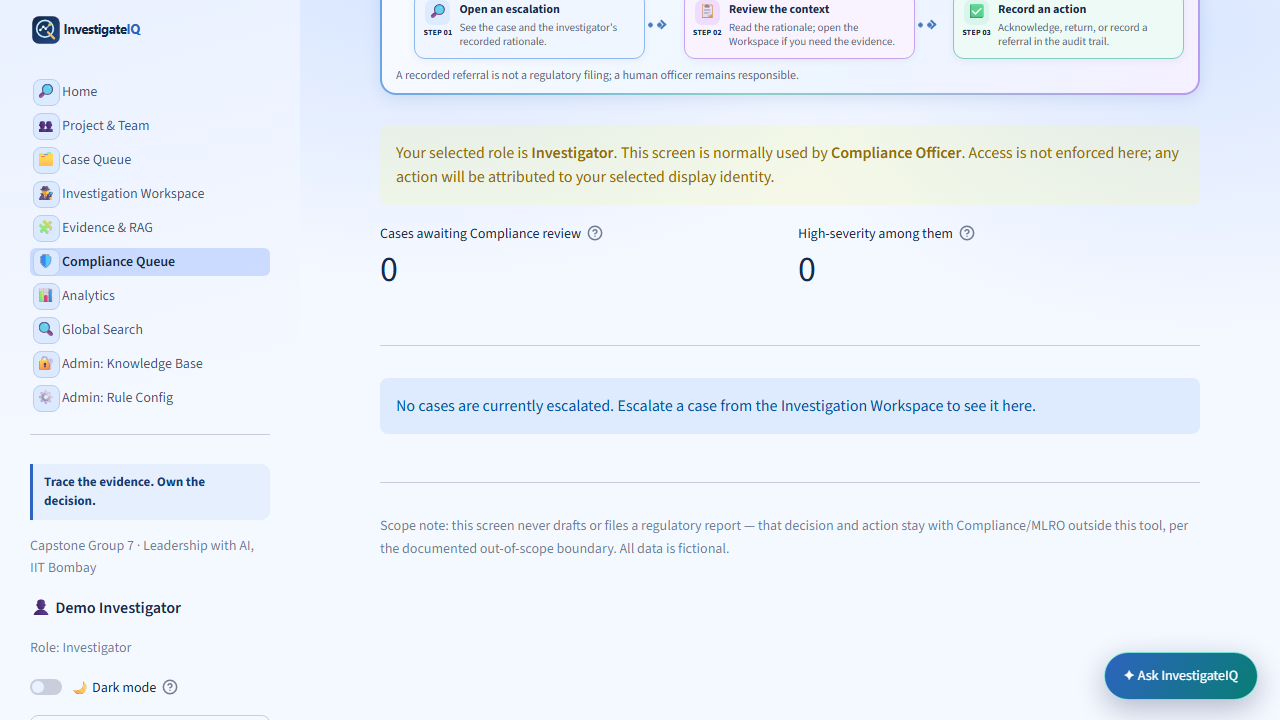 InvestigateIQ
Home
Project & Team
Case Queue
Investigation Workspace
Evidence & RAG
Compliance Queue
Analytics
Global Search
Admin: Knowledge Base
Admin: Rule Config
Trace the evidence. Own the
decision.
Capstone Group 7 · Leadership with AI,
IIT Bombay
Demo Investigator
Role: Investigator
Dark mode
STEP 01
Open an escalation
See the case and the investigator's
recorded rationale.
STEP 02
Review the context
Read the rationale; open the
Workspace if you need the evidence.
STEP 03
Record an action
Acknowledge, return, or record a
referral in the audit trail.
A recorded referral is not a regulatory filing; a human officer remains responsible.
Your selected role is Investigator. This screen is normally used by Compliance Officer. Access is not enforced here; any
action will be attributed to your selected display identity.
Cases awaiting Compliance review
0
High-severity among them
0
No cases are currently escalated. Escalate a case from the Investigation Workspace to see it here.
Scope note: this screen never drafts or files a regulatory report — that decision and action stay with Compliance/MLRO outside this tool, per
the documented out-of-scope boundary. All data is fictional.
✦ Ask InvestigateIQ